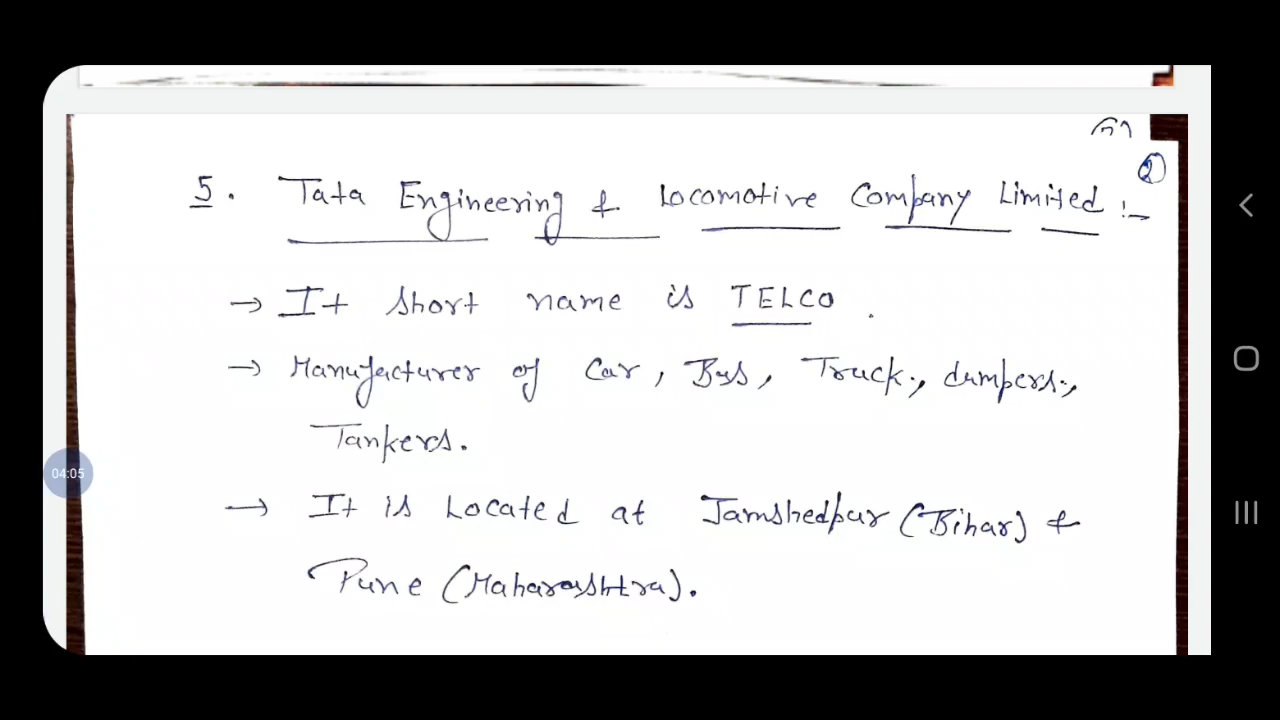 ②
5. Tata Engineering & Locomotive Company Limited :-
→ It short name is TELCO.
→ Manufacturer of Car, Bus, Truck, dumpers,
Tankers.
04:05
→ It is Located at Jamshedpur (Bihar) &
Pune (Maharashtra).